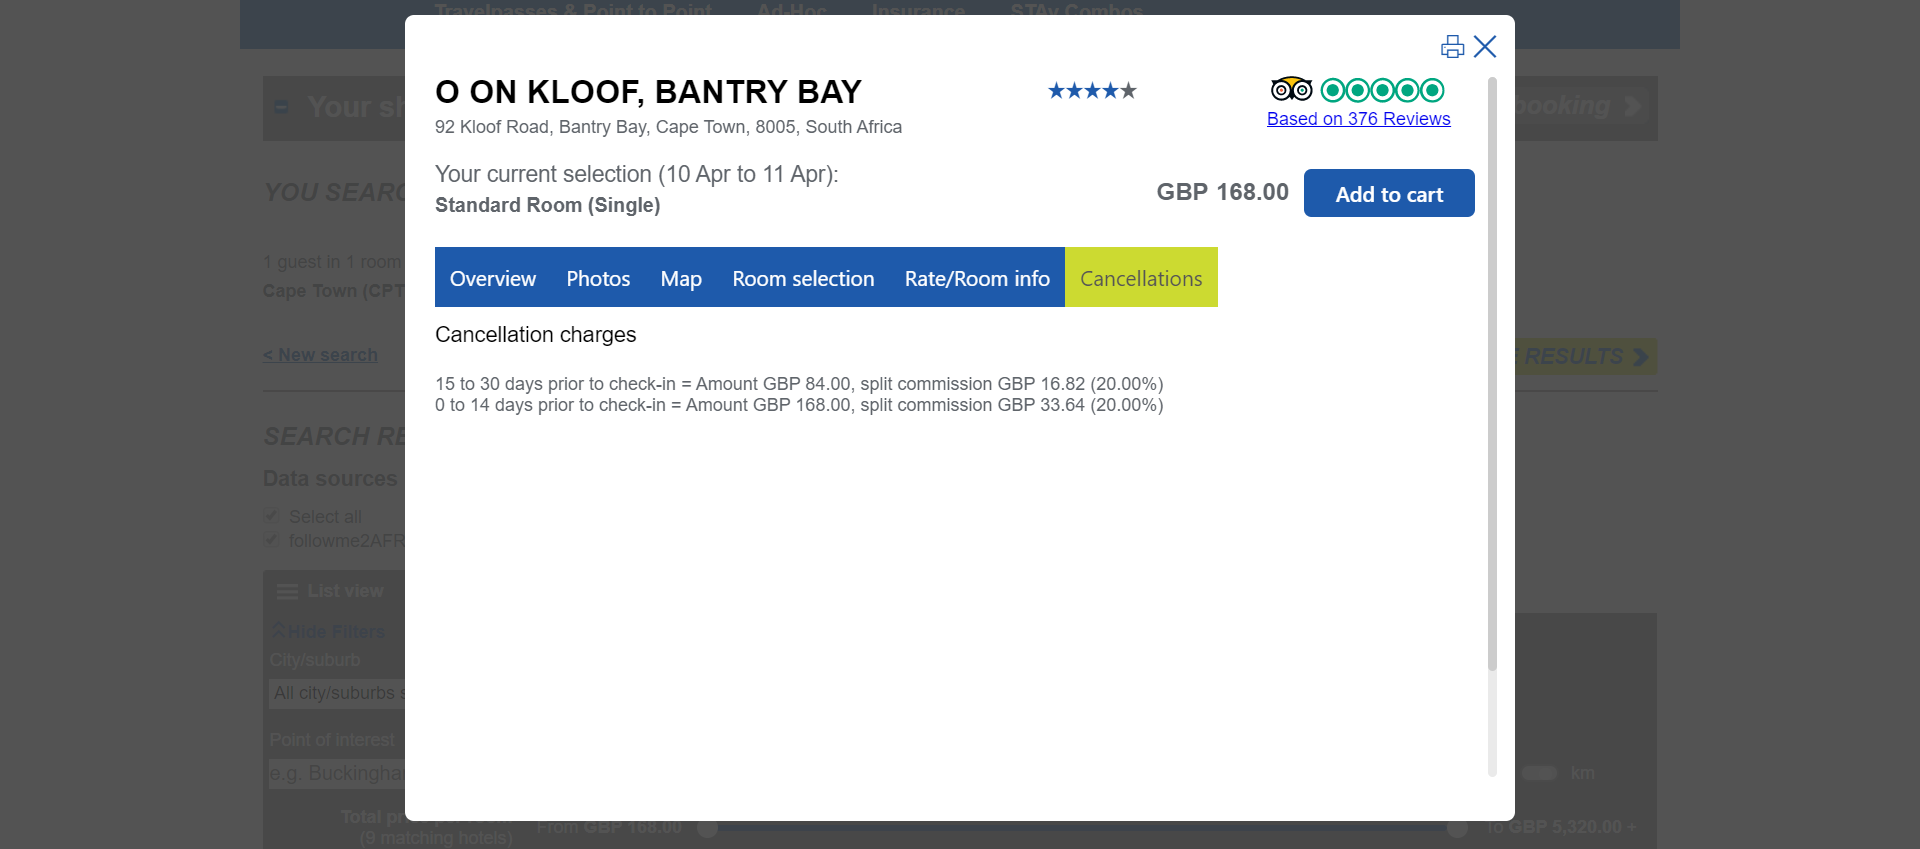 Travelpasses & Point to Point Ad-Hoc Insurance STAy Combos
O ON KLOOF, BANTRY BAY
92 Kloof Road, Bantry Bay, Cape Town, 8005, South Africa
Based on 376 Reviews
Your current selection (10 Apr to 11 Apr):
Standard Room (Single)
GBP 168.00
Add to cart
Overview Photos Map Room selection Rate/Room info Cancellations
Cancellation charges
15 to 30 days prior to check-in = Amount GBP 84.00, split commission GBP 16.82 (20.00%)
0 to 14 days prior to check-in = Amount GBP 168.00, split commission GBP 33.64 (20.00%)
Your sh
booking
YOU SEARC
1 guest in 1 room
Cape Town (CPT
< New search
E RESULTS
SEARCH RE
Data sources
Select all
followme2AFR
List view
Hide Filters
City/suburb
All city/suburbs s
Point of interest
e.g. Buckingha
km
Total
(9 matching hotels)
From GBP 168.00
To GBP 5,320.00 +